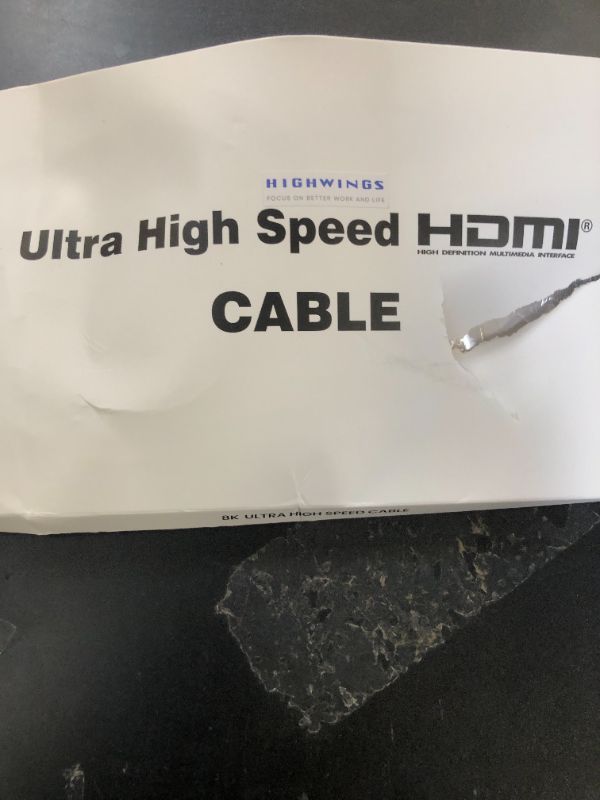 HIGHWINGS
FOCUS ON BETTER WORK AND LIFE
Ultra High Speed HDMI®
HIGH DEFINITION MULTIMEDIA INTERFACE
CABLE
8K ULTRA HIGH SPEED CABLE